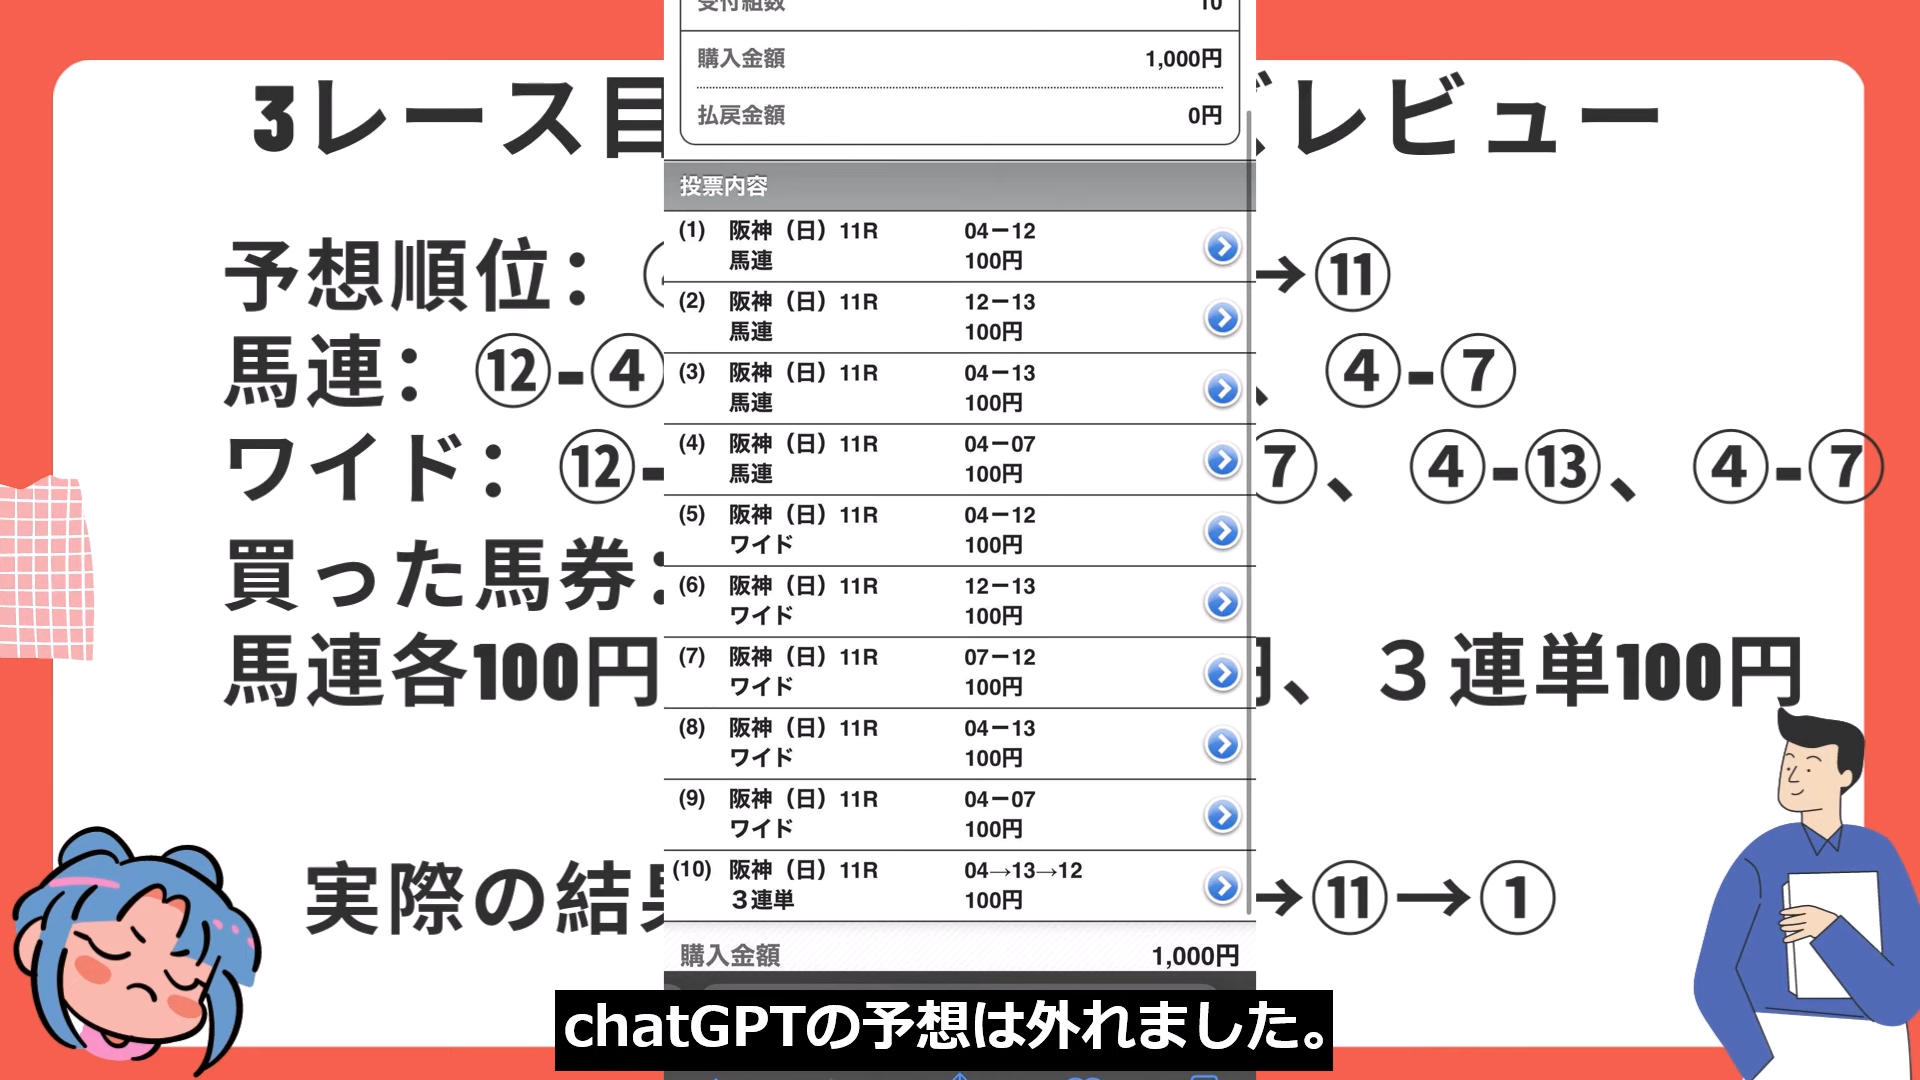 受付組数 10
購入金額 1,000円
払戻金額 0円
3レース目 ズレビュー
投票内容
予想順位： →⑪
馬連：⑫-④ 、④-⑦
ワイド：⑫- ⑦、④-⑬、④-⑦
買った馬券：
馬連各100円 円、３連単100円
実際の結果 →⑪→①
(1) 阪神（日）11R 04－12
馬連 100円
(2) 阪神（日）11R 12－13
馬連 100円
(3) 阪神（日）11R 04－13
馬連 100円
(4) 阪神（日）11R 04－07
馬連 100円
(5) 阪神（日）11R 04－12
ワイド 100円
(6) 阪神（日）11R 12－13
ワイド 100円
(7) 阪神（日）11R 07－12
ワイド 100円
(8) 阪神（日）11R 04－13
ワイド 100円
(9) 阪神（日）11R 04－07
ワイド 100円
(10) 阪神（日）11R 04→13→12
３連単 100円
購入金額 1,000円
chatGPTの予想は外れました。